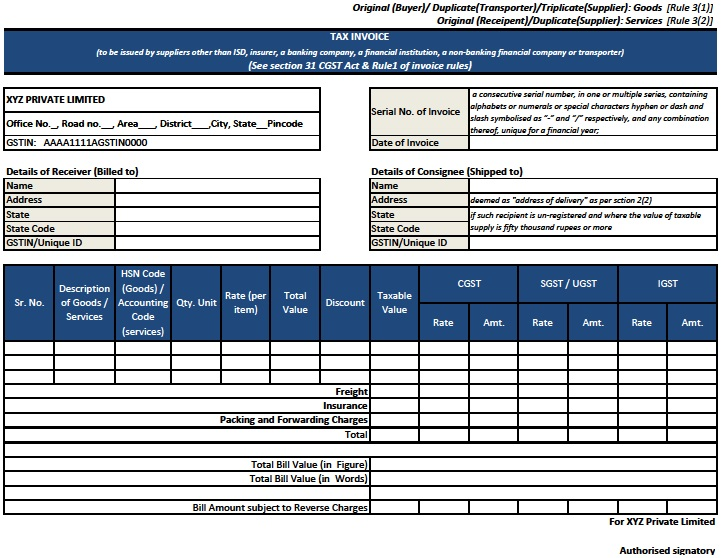 Original (Buyer)/ Duplicate(Transporter)/Triplicate(Supplier): Goods [Rule 3(1)]
Original (Receipent)/Duplicate(Supplier): Services [Rule 3(2)]
TAX INVOICE
(to be issued by suppliers other than ISD, insurer, a banking company, a financial institution, a non-banking financial company or transporter)
(See section 31 CGST Act & Rule1 of invoice rules)
XYZ PRIVATE LIMITED
Office No._, Road no.__, Area___, District___,City, State__Pincode
GSTIN: AAAA1111AGSTIN0000
Serial No. of Invoice
a consecutive serial number, in one or multiple series, containing
alphabets or numerals or special characters hyphen or dash and
slash symbolised as "-" and "/" respectively, and any combination
thereof, unique for a financial year;
Date of Invoice
Details of Receiver (Billed to)
Name
Address
State
State Code
GSTIN/Unique ID
Details of Consignee (Shipped to)
Name
Address
deemed as "address of delivery" as per sction 2(2)
State
if such recipient is un-registered and where the value of taxable
State Code
supply is fifty thousand rupees or more
GSTIN/Unique ID
Sr. No.
Description
of Goods /
Services
HSN Code
(Goods) /
Accounting
Code
(services)
Qty. Unit
Rate (per
item)
Total
Value
Discount
Taxable
Value
CGST
SGST / UGST
IGST
Rate
Amt.
Rate
Amt.
Rate
Amt.
Freight
Insurance
Packing and Forwarding Charges
Total
Total Bill Value (in Figure)
Total Bill Value (in Words)
Bill Amount subject to Reverse Charges
For XYZ Private Limited
Authorised signatory